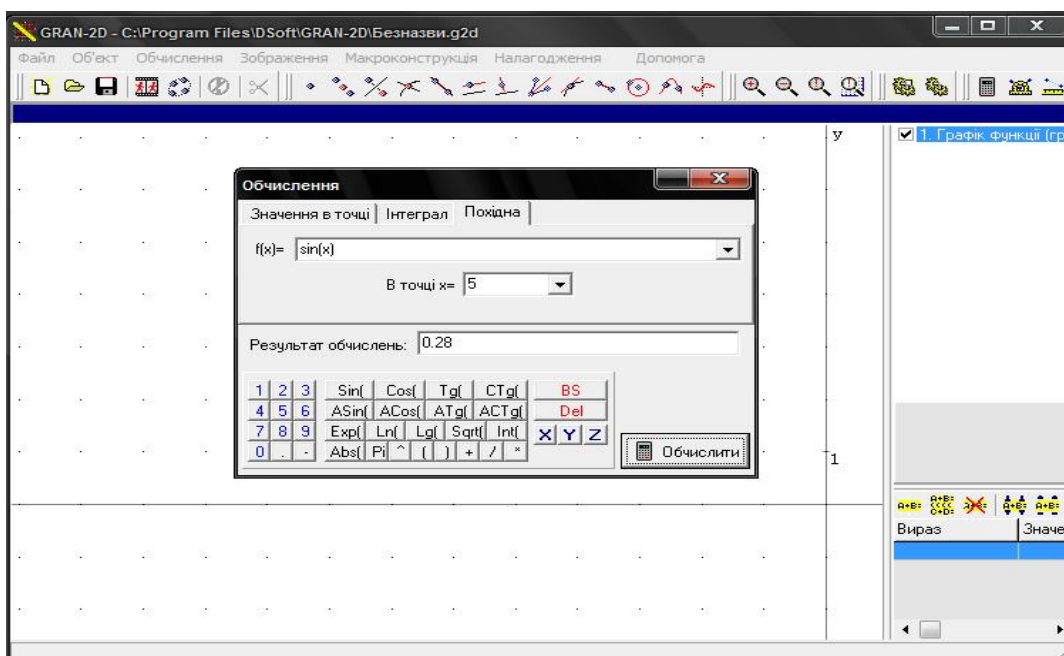 GRAN-2D - C:\Program Files\DSoft\GRAN-2D\Безназви.g2d
Файл Об'єкт Обчислення Зображення Макроконструкція Налагодження Допомога
Y
1. Графік функції (гр
Обчислення
Значення в точці Інтеграл Похідна
f(x)= sin(x)
В точці x= 5
Результат обчислень: 0.28
1 2 3 Sin( Cos( Tg( CTg( BS
4 5 6 ASin( ACos( ATg( ACTg( Del
7 8 9 Exp( Ln( Lg( Sqrt( Int( X Y Z
0 . - Abs( Pi ^ ( ) + / *
Обчислити
1
Вираз Значе